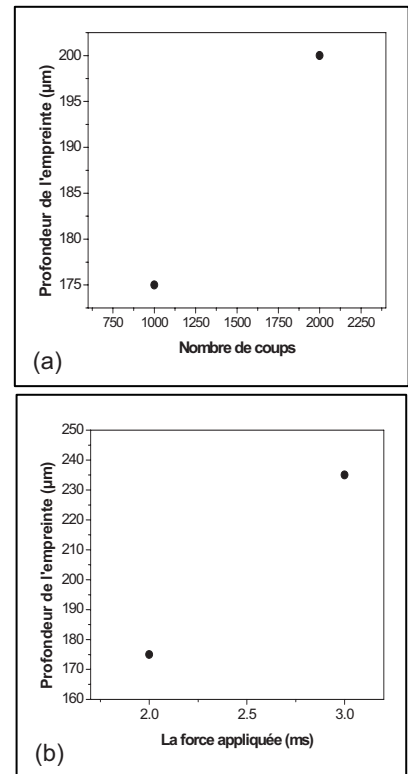 Profondeur de l'empreinte (µm)
200
195
190
185
180
175
750 1000 1250 1500 1750 2000 2250
Nombre de coups
(a)
Profondeur de l'empreinte (µm)
250
240
230
220
210
200
190
180
170
160
2.0 2.5 3.0
La force appliquée (ms)
(b)